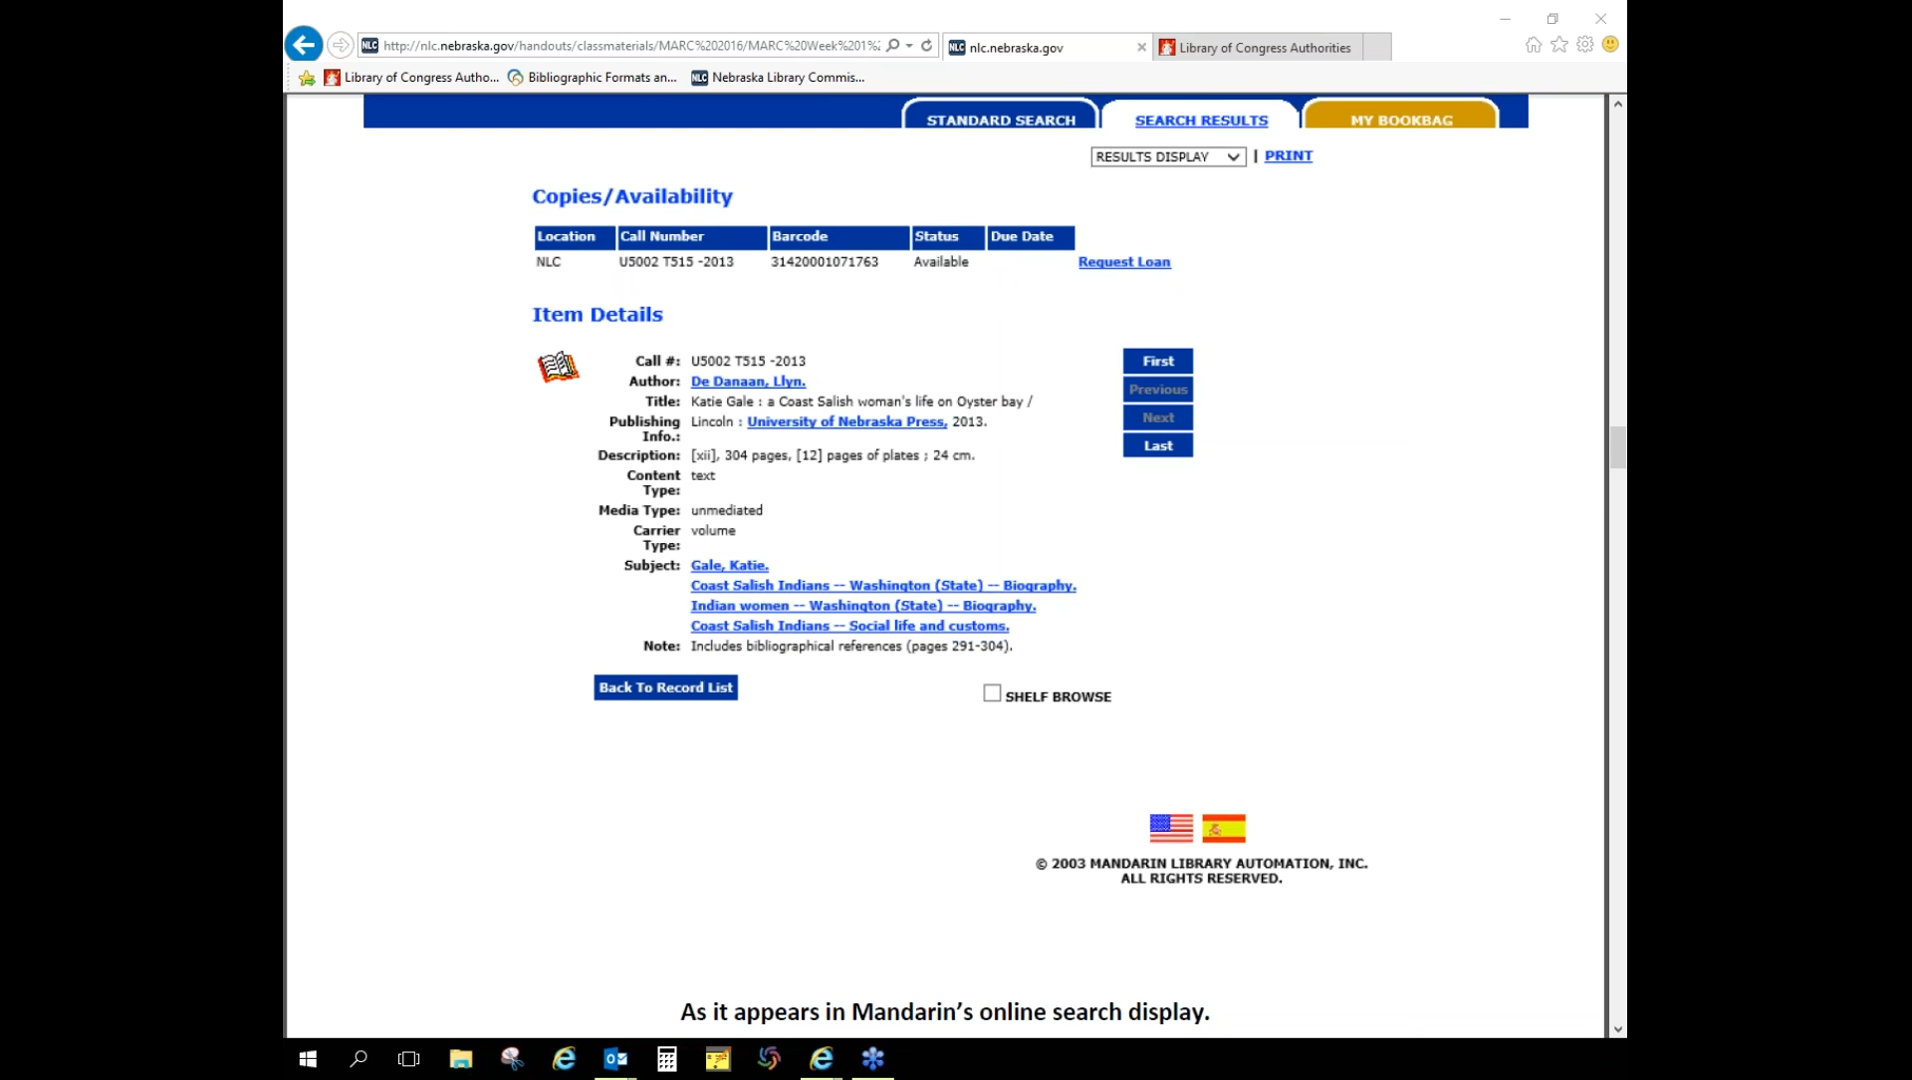 http://nlc.nebraska.gov/handouts/classmaterials/MARC%202016/MARC%20Week%201%2
NLC nlc.nebraska.gov
Library of Congress Authorities
Library of Congress Autho...
Bibliographic Formats an...
NLC Nebraska Library Commis...
STANDARD SEARCH
SEARCH RESULTS
MY BOOKBAG
RESULTS DISPLAY | PRINT
Copies/Availability
Location Call Number Barcode Status Due Date
NLC U5002 T515 -2013 31420001071763 Available Request Loan
Item Details
Call #: U5002 T515 -2013
Author: De Danaan, Llyn.
Title: Katie Gale : a Coast Salish woman's life on Oyster bay /
Publishing Info.: Lincoln : University of Nebraska Press, 2013.
Description: [xii], 304 pages, [12] pages of plates ; 24 cm.
Content Type: text
Media Type: unmediated
Carrier Type: volume
Subject: Gale, Katie.
Coast Salish Indians -- Washington (State) -- Biography.
Indian women -- Washington (State) -- Biography.
Coast Salish Indians -- Social life and customs.
Note: Includes bibliographical references (pages 291-304).
First
Previous
Next
Last
Back To Record List
SHELF BROWSE
© 2003 MANDARIN LIBRARY AUTOMATION, INC.
ALL RIGHTS RESERVED.
As it appears in Mandarin’s online search display.